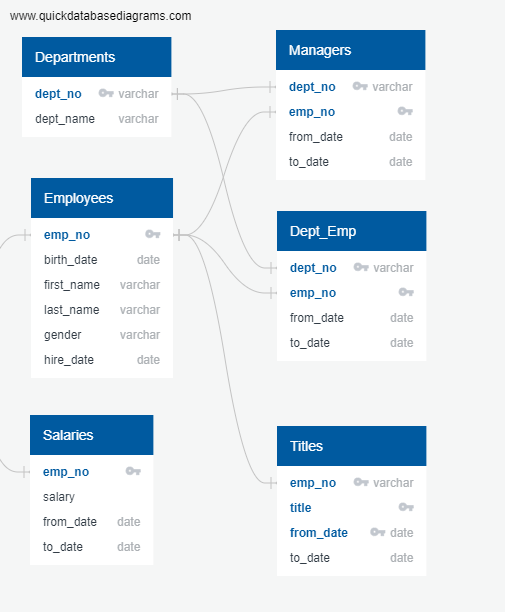 www.quickdatabasediagrams.com
Departments
dept_no varchar
dept_name varchar
Employees
emp_no
birth_date date
first_name varchar
last_name varchar
gender varchar
hire_date date
Salaries
emp_no
salary
from_date date
to_date date
Managers
dept_no varchar
emp_no
from_date date
to_date date
Dept_Emp
dept_no varchar
emp_no
from_date date
to_date date
Titles
emp_no varchar
title
from_date date
to_date date